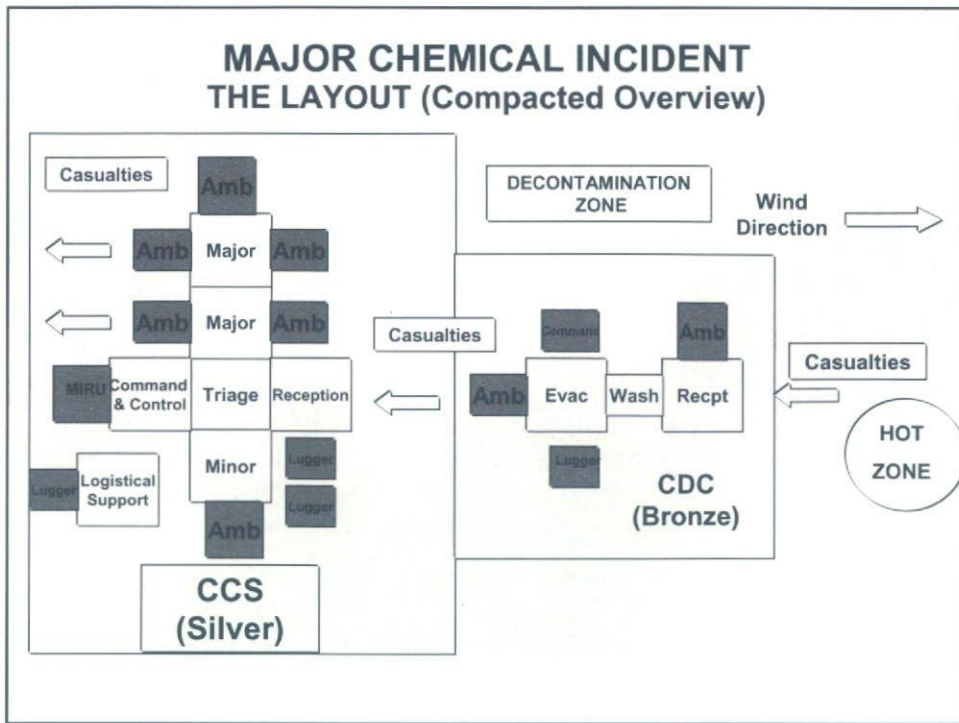 MAJOR CHEMICAL INCIDENT
THE LAYOUT (Compacted Overview)
Casualties
Amb
Amb
Major
Amb
Amb
Major
Amb
MIRU
Command
& Control
Triage
Reception
Minor
Lugger
Lugger
Lugger
Logistical
Support
Amb
CCS
(Silver)
DECONTAMINATION
ZONE
Wind
Direction
Casualties
Command
Amb
Amb
Evac
Wash
Recpt
Lugger
CDC
(Bronze)
Casualties
HOT
ZONE